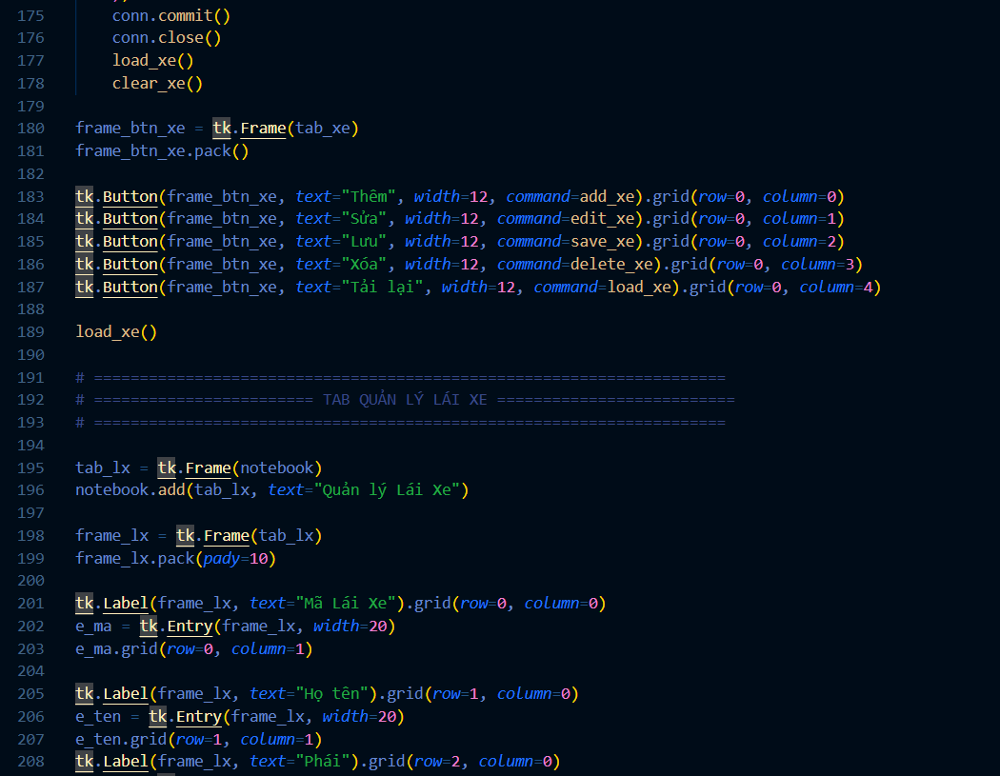 175 conn.commit()
176 conn.close()
177 load_xe()
178 clear_xe()
179
180 frame_btn_xe = tk.Frame(tab_xe)
181 frame_btn_xe.pack()
182
183 tk.Button(frame_btn_xe, text="Thêm", width=12, command=add_xe).grid(row=0, column=0)
184 tk.Button(frame_btn_xe, text="Sửa", width=12, command=edit_xe).grid(row=0, column=1)
185 tk.Button(frame_btn_xe, text="Lưu", width=12, command=save_xe).grid(row=0, column=2)
186 tk.Button(frame_btn_xe, text="Xóa", width=12, command=delete_xe).grid(row=0, column=3)
187 tk.Button(frame_btn_xe, text="Tải lại", width=12, command=load_xe).grid(row=0, column=4)
188
189 load_xe()
190
191 # =====================================================================
192 # ======================== TAB QUẢN LÝ LÁI XE ==========================
193 # =====================================================================
194
195 tab_lx = tk.Frame(notebook)
196 notebook.add(tab_lx, text="Quản lý Lái Xe")
197
198 frame_lx = tk.Frame(tab_lx)
199 frame_lx.pack(pady=10)
200
201 tk.Label(frame_lx, text="Mã Lái Xe").grid(row=0, column=0)
202 e_ma = tk.Entry(frame_lx, width=20)
203 e_ma.grid(row=0, column=1)
204
205 tk.Label(frame_lx, text="Họ tên").grid(row=1, column=0)
206 e_ten = tk.Entry(frame_lx, width=20)
207 e_ten.grid(row=1, column=1)
208 tk.Label(frame_lx, text="Phái").grid(row=2, column=0)